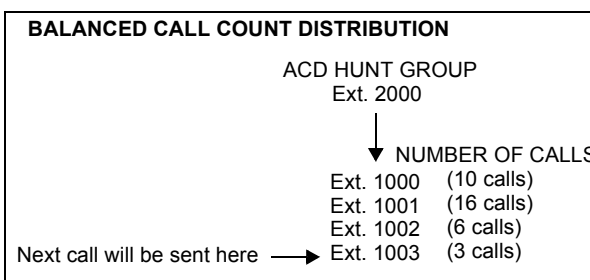 BALANCED CALL COUNT DISTRIBUTION
ACD HUNT GROUP
Ext. 2000
NUMBER OF CALLS
Ext. 1000 (10 calls)
Ext. 1001 (16 calls)
Ext. 1002 (6 calls)
Next call will be sent here Ext. 1003 (3 calls)